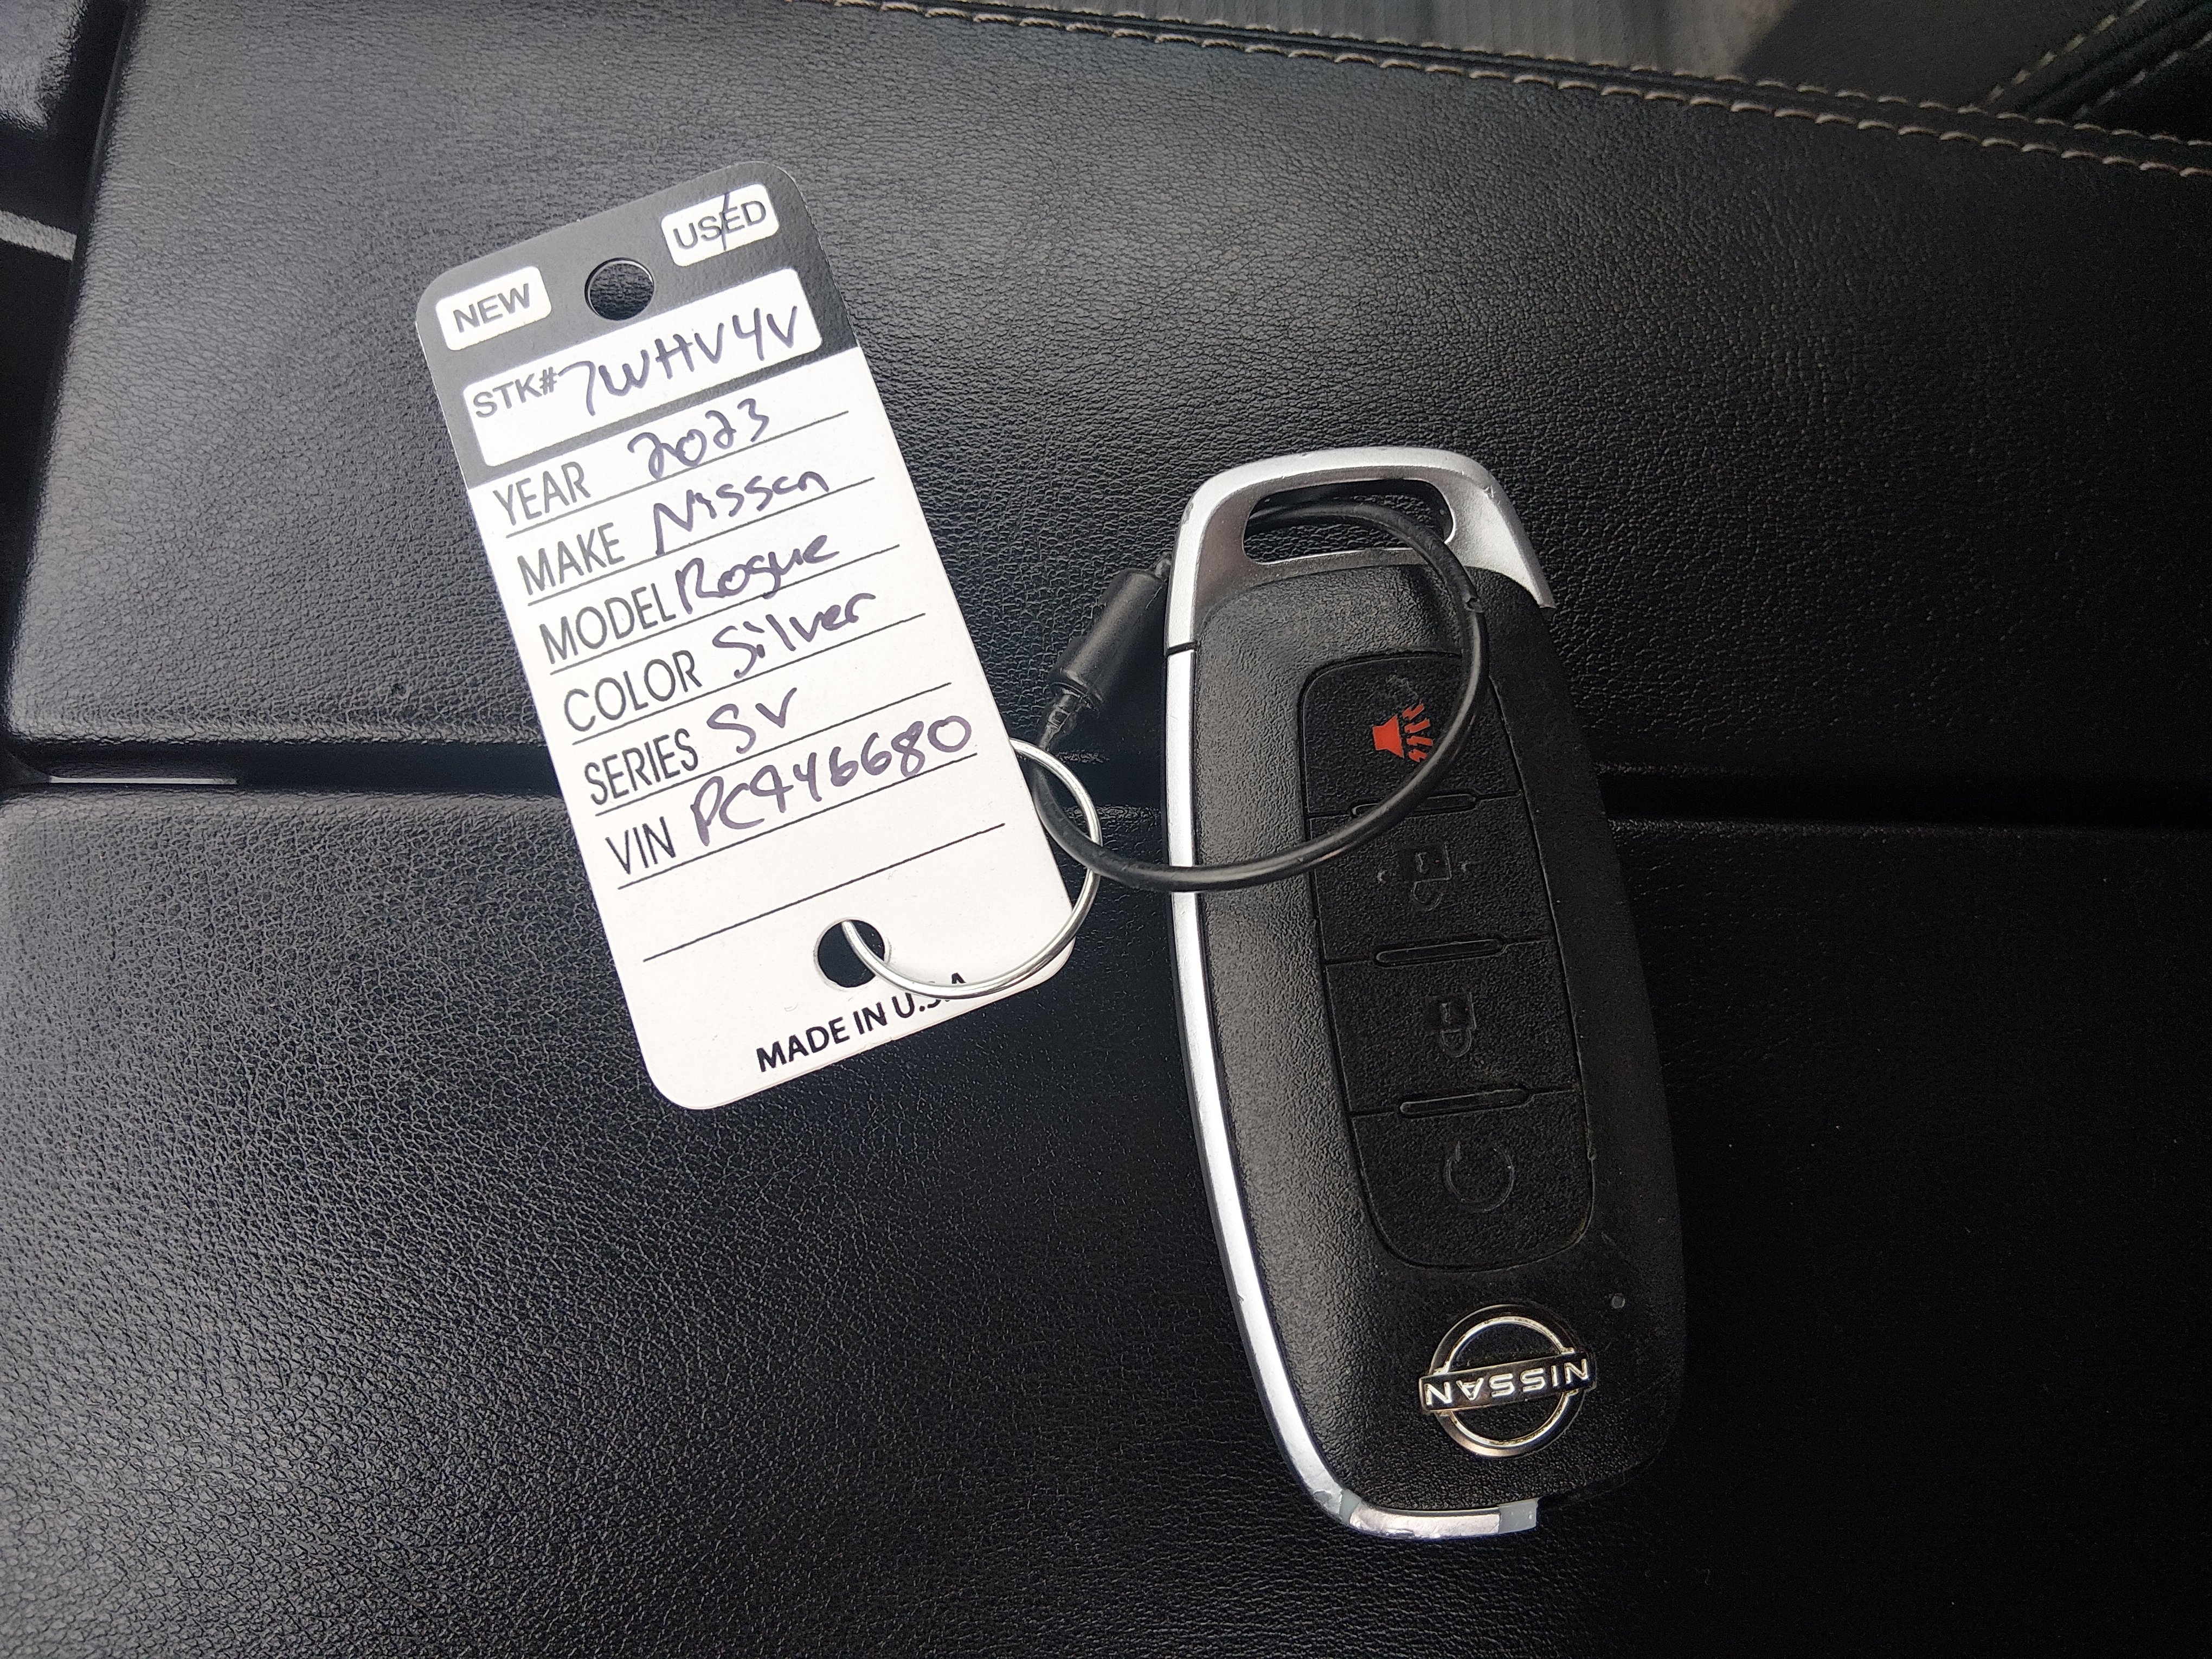 NEW USED
STK# 7WHV4V
YEAR 2023
MAKE Nissan
MODEL Rogue
COLOR Silver
SERIES SV
VIN PC446680
MADE IN U.S.A
NISSAN